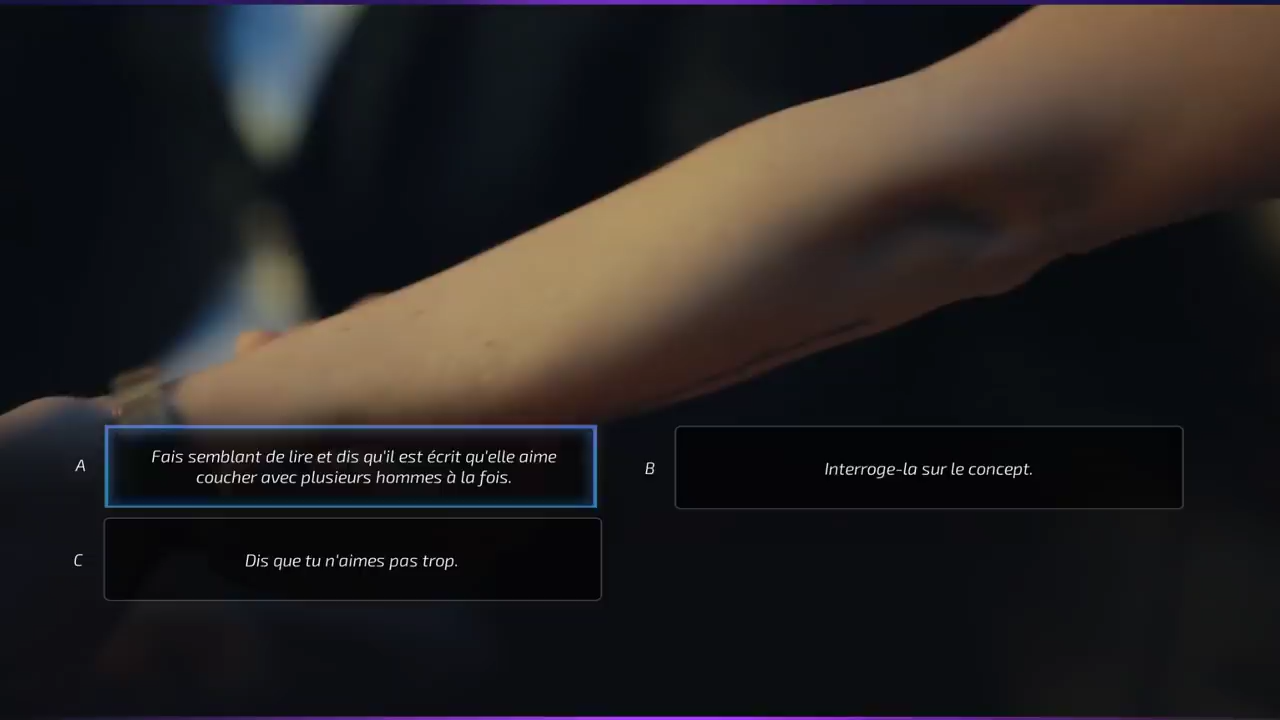 A
Fais semblant de lire et dis qu'il est écrit qu'elle aime
coucher avec plusieurs hommes à la fois.
B
Interroge-la sur le concept.
C
Dis que tu n'aimes pas trop.